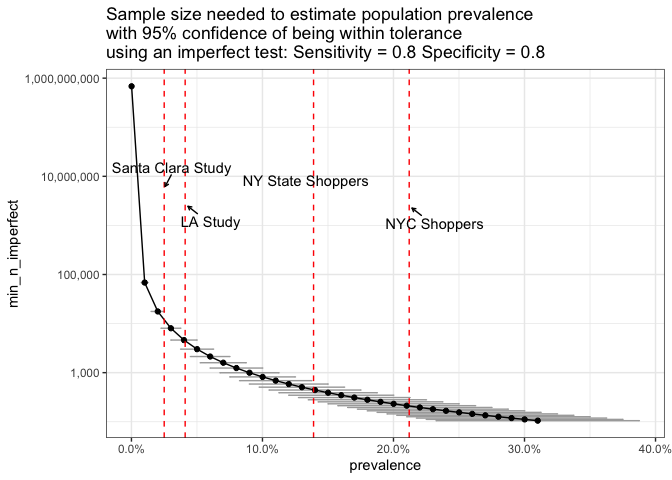 Sample size needed to estimate population prevalence
with 95% confidence of being within tolerance
using an imperfect test: Sensitivity = 0.8 Specificity = 0.8
1,000,000,000
10,000,000
100,000
1,000
min_n_imperfect
Santa Clara Study
NY State Shoppers
LA Study
NYC Shoppers
0.0%
10.0%
20.0%
30.0%
40.0%
prevalence